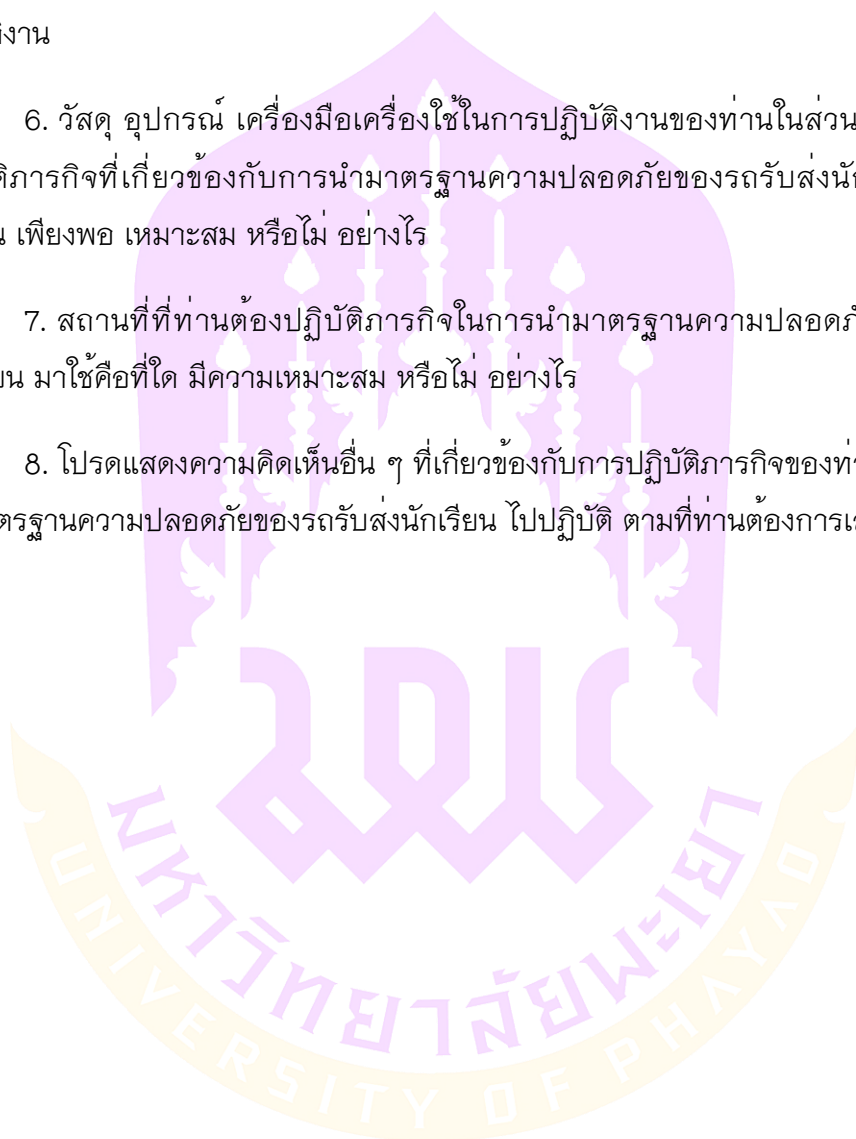 6. วัสดุ อุปกรณ์ เครื่องมือเครื่องใช้ในการปฏิบัติงานของท่านในส่วน
ภารกิจที่เกี่ยวข้องกับการนำมาตรฐานความปลอดภัยของรถรับส่งนัก
เพียงพอ เหมาะสม หรือไม่ อย่างไร
7. สถานที่ที่ท่านต้องปฏิบัติภารกิจในการนำมาตรฐานความปลอดภั
มาใช้คือที่ใด มีความเหมาะสม หรือไม่ อย่างไร
8. โปรดแสดงความคิดเห็นอื่น ๆ ที่เกี่ยวข้องกับการปฏิบัติภารกิจของท่
ตรฐานความปลอดภัยของรถรับส่งนักเรียน ไปปฏิบัติ ตามที่ท่านต้องการเ
มหาวิทยาลัยพะเยา
UNIVERSITY OF PHAYAO